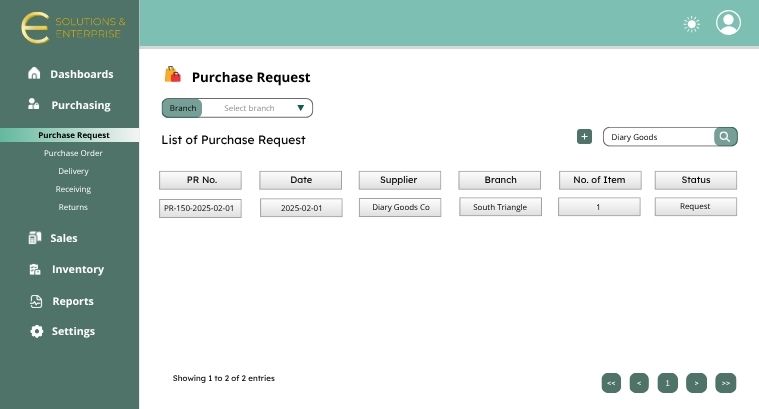 SOLUTIONS &
ENTERPRISE
Dashboards
Purchasing
Purchase Request
Purchase Order
Delivery
Receiving
Returns
Sales
Inventory
Reports
Settings
Purchase Request
Branch Select branch
List of Purchase Request
+ Diary Goods
PR No. Date Supplier Branch No. of Item Status
PR-150-2025-02-01 2025-02-01 Diary Goods Co South Triangle 1 Request
Showing 1 to 2 of 2 entries
<< < 1 > >>